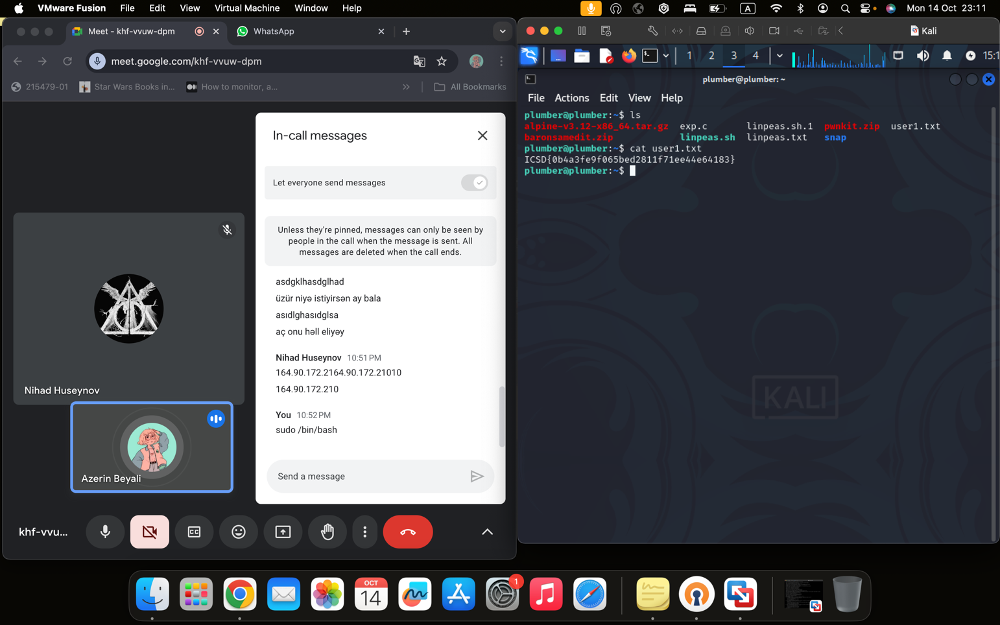 VMware Fusion File Edit View Virtual Machine Window Help
A Mon 14 Oct 23:11
Meet - khf-vvuw-dpm
WhatsApp
meet.google.com/khf-vvuw-dpm
215479-01
Star Wars Books in...
How to monitor, a...
All Bookmarks
In-call messages
Let everyone send messages
Unless they're pinned, messages can only be seen by
people in the call when the message is sent. All
messages are deleted when the call ends.
asdgklhasdglhad
üzür niyə istiyirsən ay bala
asıdlghasıdglsa
aç onu həll eliyəy
Nihad Huseynov 10:51 PM
164.90.172.2164.90.172.21010
164.90.172.210
You 10:52 PM
sudo /bin/bash
Send a message
Nihad Huseynov
Azerin Beyali
khf-vvu...
CC
Kali
1 2 3 4
15:1
plumber@plumber: ~
File Actions Edit View Help
plumber@plumber:~$ ls
alpine-v3.12-x86_64.tar.gz exp.c linpeas.sh.1 pwnkit.zip user1.txt
baronsamedit.zip linpeas.sh linpeas.txt snap
plumber@plumber:~$ cat user1.txt
ICSD{0b4a3fe9f065bed2811f71ee44e64183}
plumber@plumber:~$
KALI
OCT
14
1